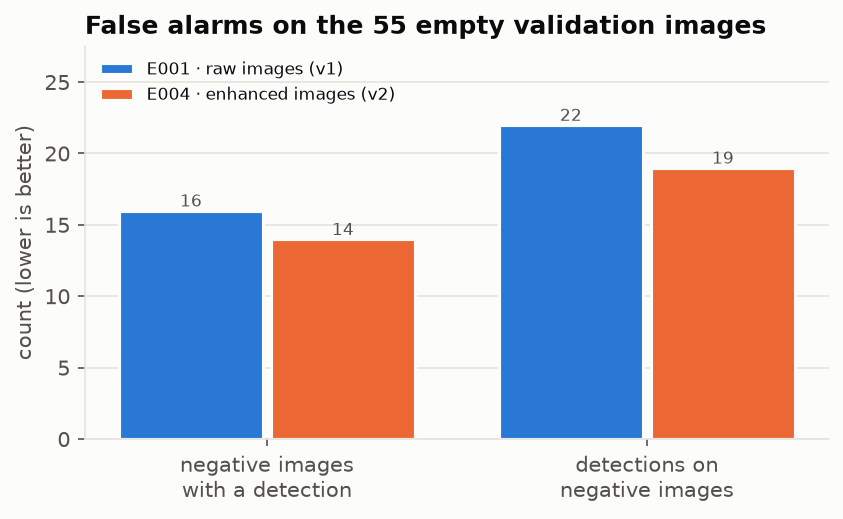 False alarms on the 55 empty validation images
E001 · raw images (v1)
E004 · enhanced images (v2)
count (lower is better)
25
20
15
10
5
0
16
14
22
19
negative images
with a detection
detections on
negative images